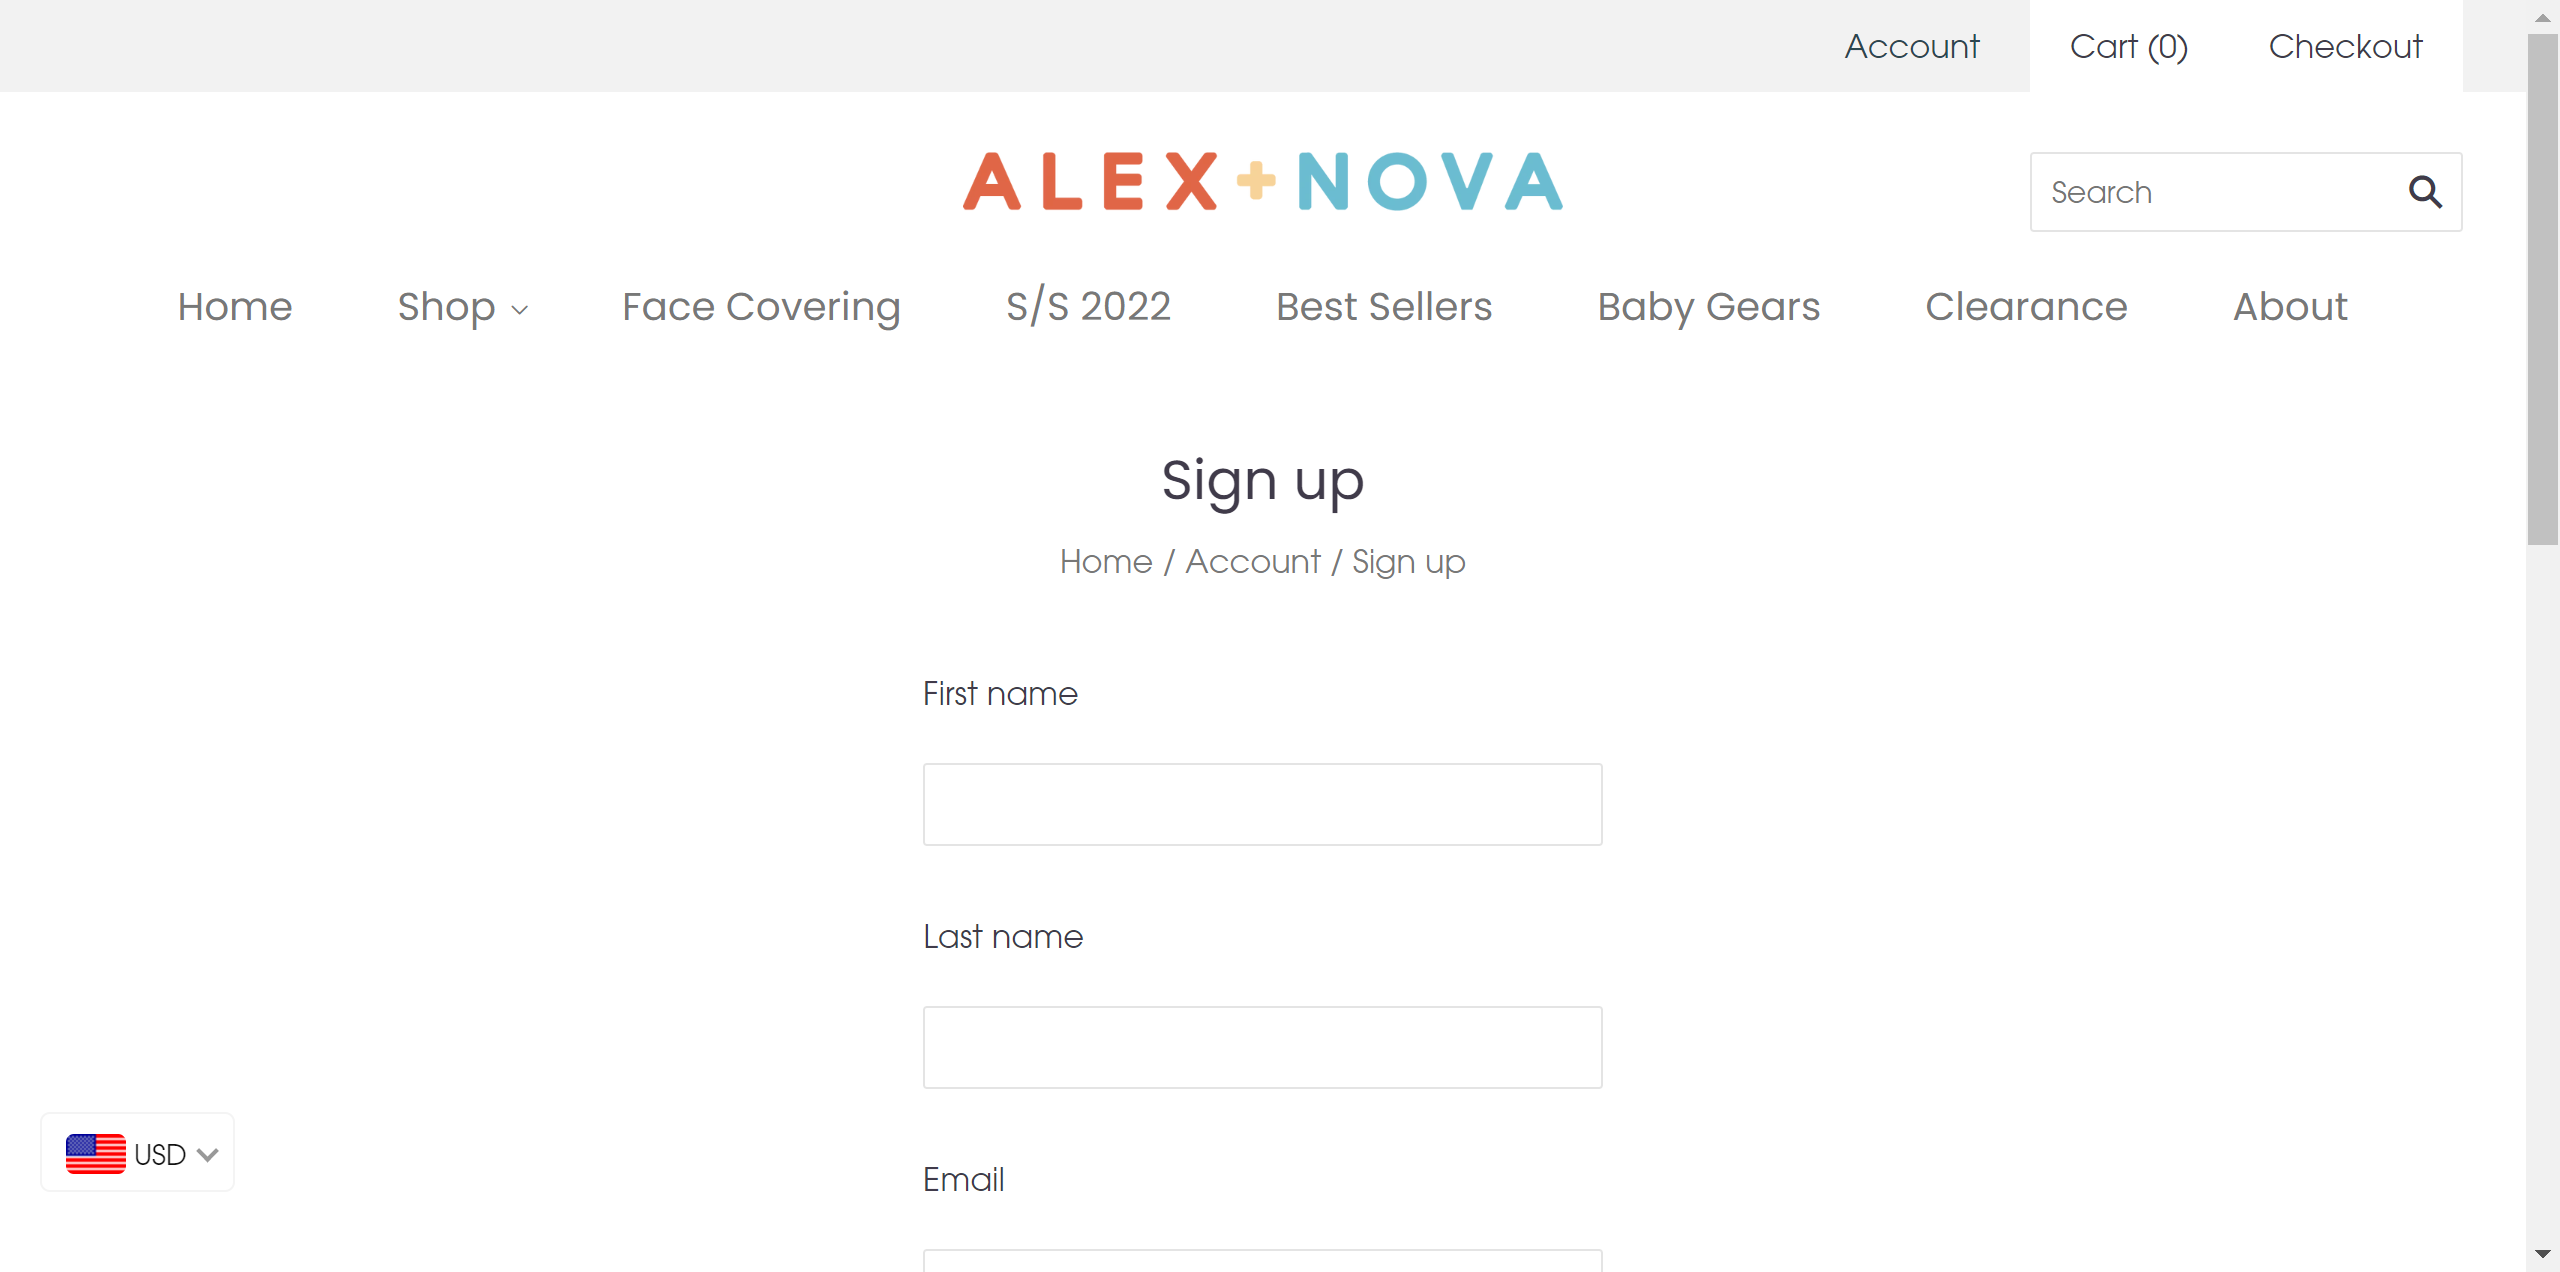 Account Cart (0) Checkout
ALEX+NOVA
Search
Home Shop Face Covering S/S 2022 Best Sellers Baby Gears Clearance About
Sign up
Home / Account / Sign up
First name
Last name
USD
Email